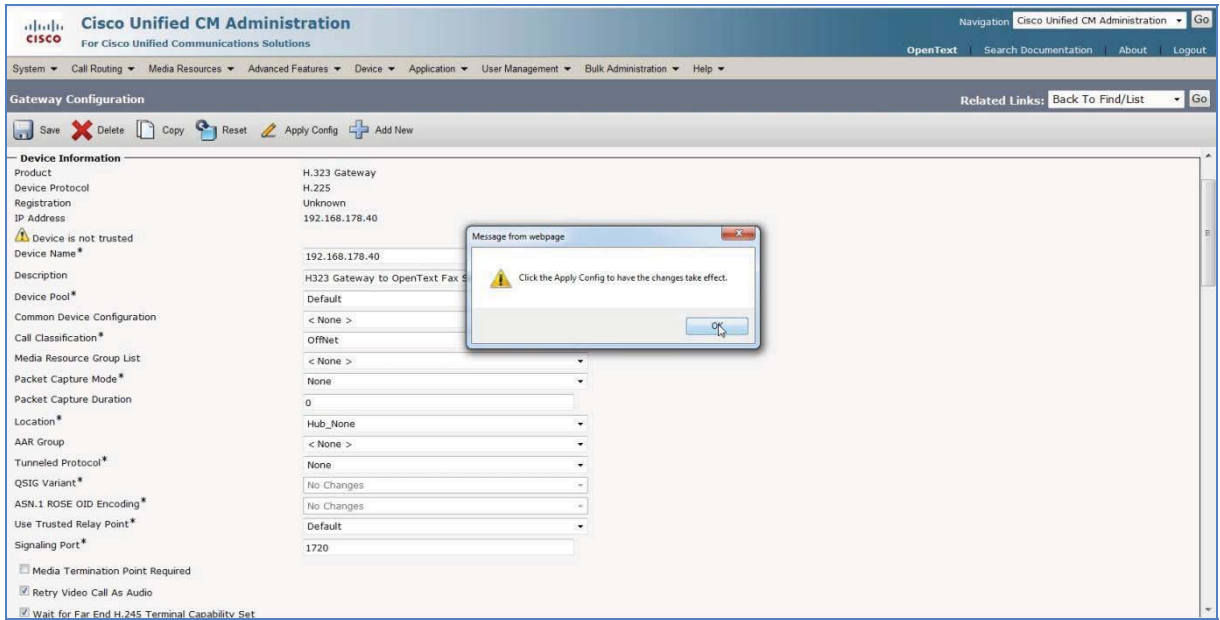 cisco
Cisco Unified CM Administration
For Cisco Unified Communications Solutions
Navigation Cisco Unified CM Administration Go
OpenText | Search Documentation | About | Logout
System Call Routing Media Resources Advanced Features Device Application User Management Bulk Administration Help
Gateway Configuration
Related Links: Back To Find/List Go
Save Delete Copy Reset Apply Config Add New
Device Information
Product H.323 Gateway
Device Protocol H.225
Registration Unknown
IP Address 192.168.178.40
Device is not trusted
Device Name* 192.168.178.40
Description H323 Gateway to OpenText Fax S
Device Pool* Default
Common Device Configuration < None >
Call Classification* OffNet
Media Resource Group List < None >
Packet Capture Mode* None
Packet Capture Duration 0
Location* Hub_None
AAR Group < None >
Tunneled Protocol* None
QSIG Variant* No Changes
ASN.1 ROSE OID Encoding* No Changes
Use Trusted Relay Point* Default
Signaling Port* 1720
Media Termination Point Required
Retry Video Call As Audio
Wait for Far End H.245 Terminal Capability Set
Message from webpage
Click the Apply Config to have the changes take effect.
OK